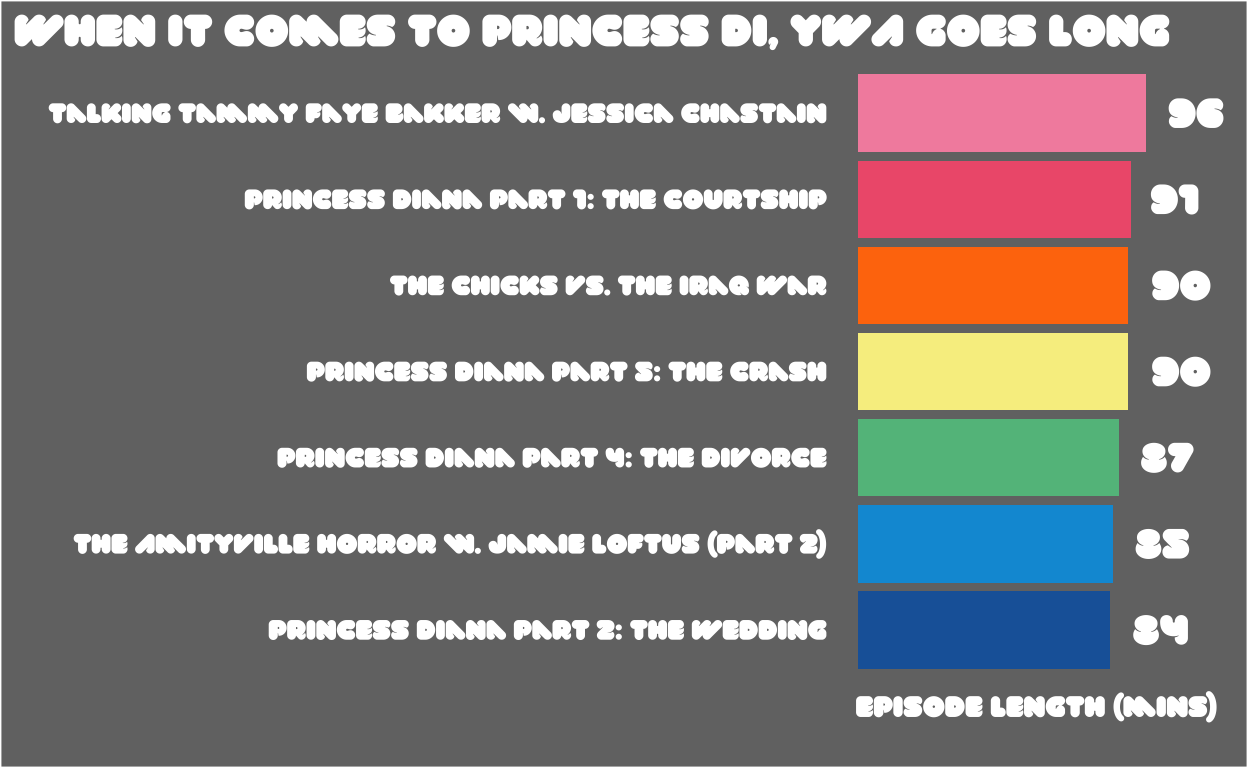 WHEN IT COMES TO PRINCESS DI, YWA GOES LONG
TALKING TAMMY FAYE BAKKER W. JESSICA CHASTAIN 96
PRINCESS DIANA PART 1: THE COURTSHIP 91
THE CHICKS VS. THE IRAQ WAR 90
PRINCESS DIANA PART 5: THE CRASH 90
PRINCESS DIANA PART 4: THE DIVORCE 87
THE AMITYVILLE HORROR W. JAMIE LOFTUS (PART 2) 85
PRINCESS DIANA PART 2: THE WEDDING 84
EPISODE LENGTH (MINS)